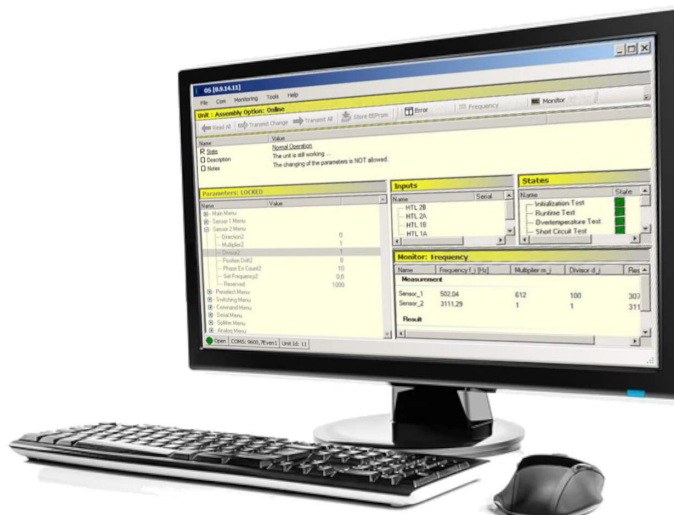 OS [0.9.14.11]
File Com Monitoring Tools Help
Unit : Assembly Option: Online
Read All Transmit Change Transmit All Store EEProm Error Frequency Monitor
Name Value
State Normal Operation
Description The unit is still working ...
Notes The changing of the parameters is NOT allowed.
Parameters: LOCKED
Name Value
Main Menu
Sensor 1 Menu
Sensor 2 Menu
Direction2 0
Multiplier2 1
Divisor2 1
Position Drift2 0
Phase Err Count2 10
Set Frequency2 0,0
Reserved 1000
Preselect Menu
Switching Menu
Command Menu
Serial Menu
Splitter Menu
Analog Menu
Inputs
Name Serial
HTL 2B
HTL 2A
HTL 1B
HTL 1A
States
Name State
Initialization Test
Runtime Test
Overtemperature Test
Short Circuit Test
Monitor: Frequency
Name Frequency f_i [Hz] Multiplier m_i Divisor d_i
Measurement
Sensor_1 502,04 612 100 307
Sensor_2 3111,29 1 1 311
Result
Open COM5: 9600,7Even1 Unit Id: 11